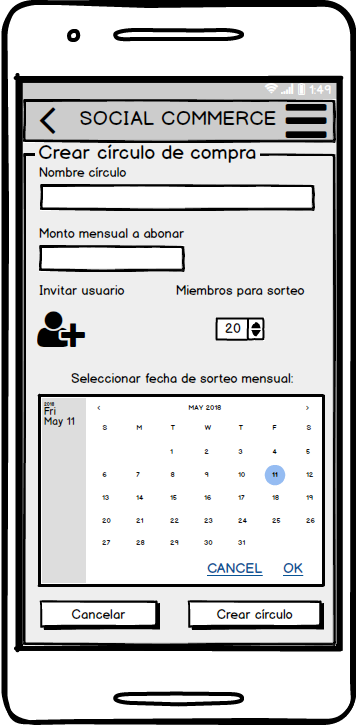 1:49
SOCIAL COMMERCE
Crear círculo de compra
Nombre círculo
Monto mensual a abonar
Invitar usuario Miembros para sorteo
20
Seleccionar fecha de sorteo mensual:
2018
Fri
May 11
< MAY 2018 >
S M T W T F S
1 2 3 4 5
6 7 8 9 10 11 12
13 14 15 16 17 18 19
20 21 22 23 24 25 26
27 28 29 30 31
CANCEL OK
Cancelar Crear círculo